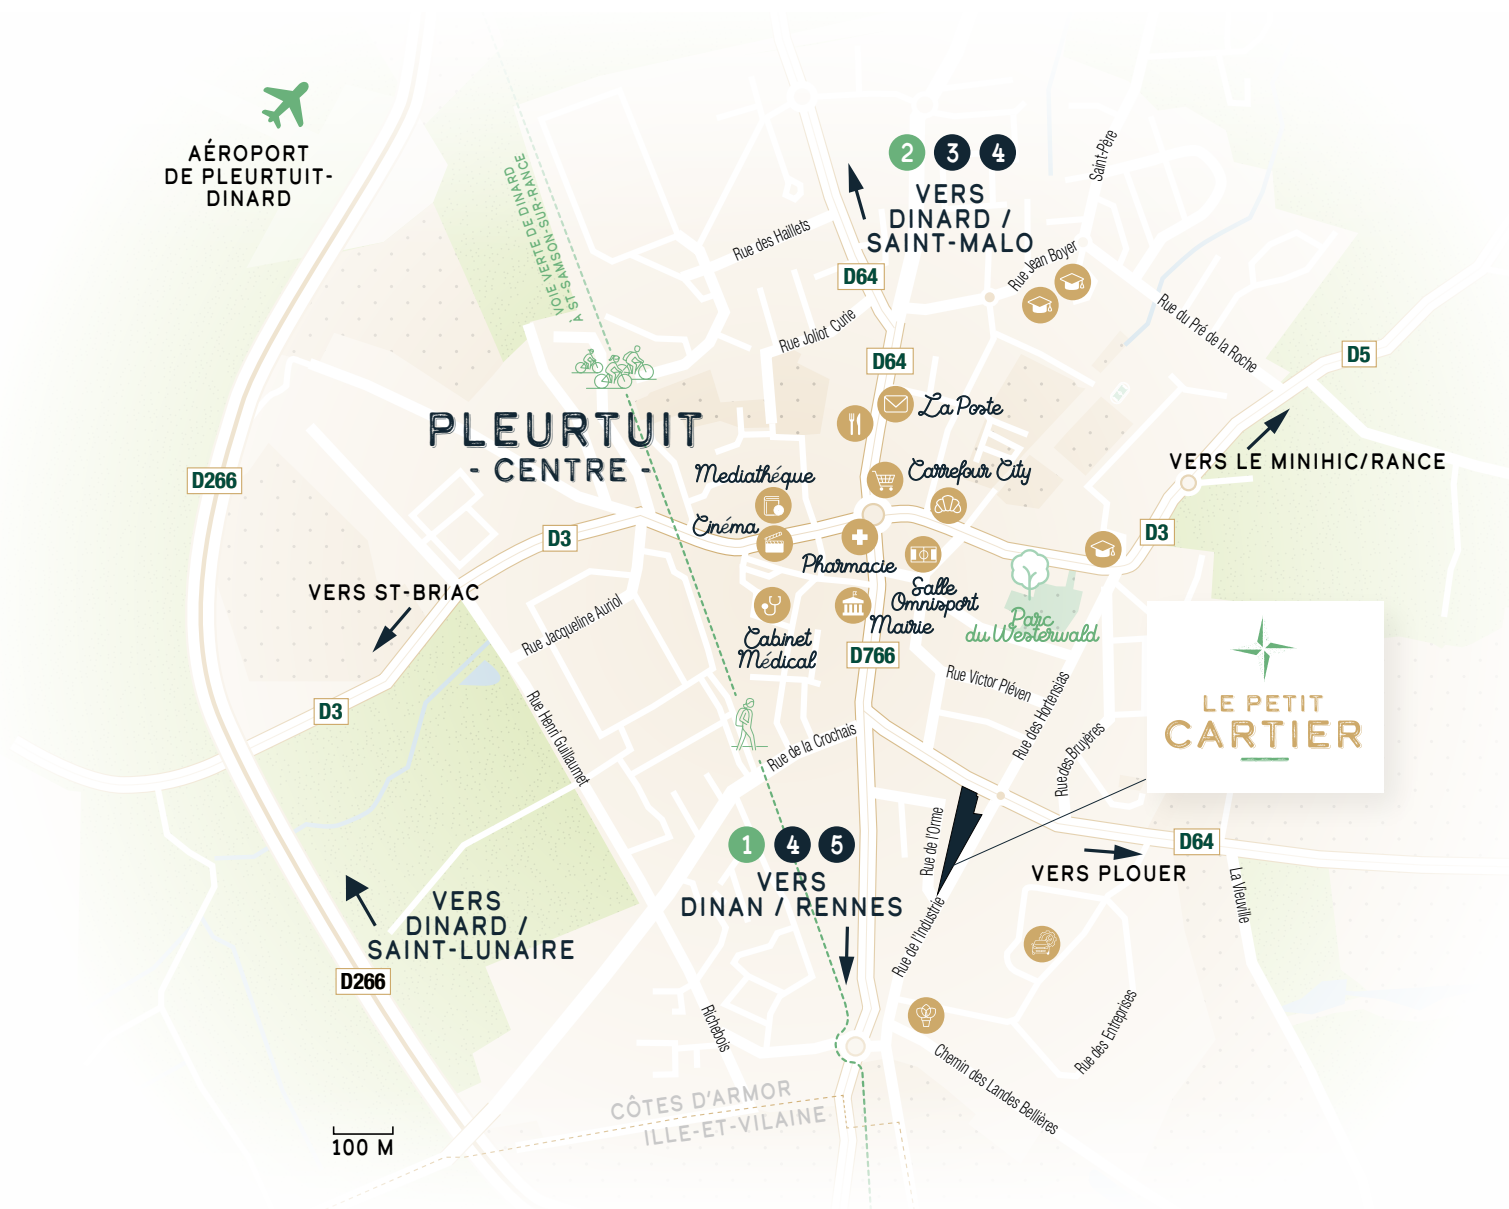 AÉROPORT
DE PLEURTUIT-
DINARD
VOIE VERTE DE DINARD
À ST-SAMSON-SUR-RANCE
2 3 4
VERS
DINARD /
SAINT-MALO
Saint-Père
Rue des Haillets
Rue Jean Boyer
D64
Rue Joliot Curie
Rue du Pré de la Roche
D5
D64
La Poste
PLEURTUIT
- CENTRE -
VERS LE MINIHIC/RANCE
Mediathéque
Carrefour City
D266
Cinéma
D3
D3
Pharmacie
VERS ST-BRIAC
Salle
Omnisport
Rue Jacqueline Auriol
Mairie
Parc
du Westerwald
Cabinet
Médical
D766
Rue Victor Pléven
Rue des Hortensias
D3
Rue Henri Guillaumet
Rue de la Crochais
Rue des Bruyères
LE PETIT
CARTIER
Rue de l'Orme
1 4 5
VERS
DINAN / RENNES
D64
VERS PLOUER
La Vieuville
VERS
DINARD /
SAINT-LUNAIRE
Rue de l'Industrie
D266
Richebois
Rue des Entreprises
Chemin des Landes Bellières
CÔTES D'ARMOR
ILLE-ET-VILAINE
100 M